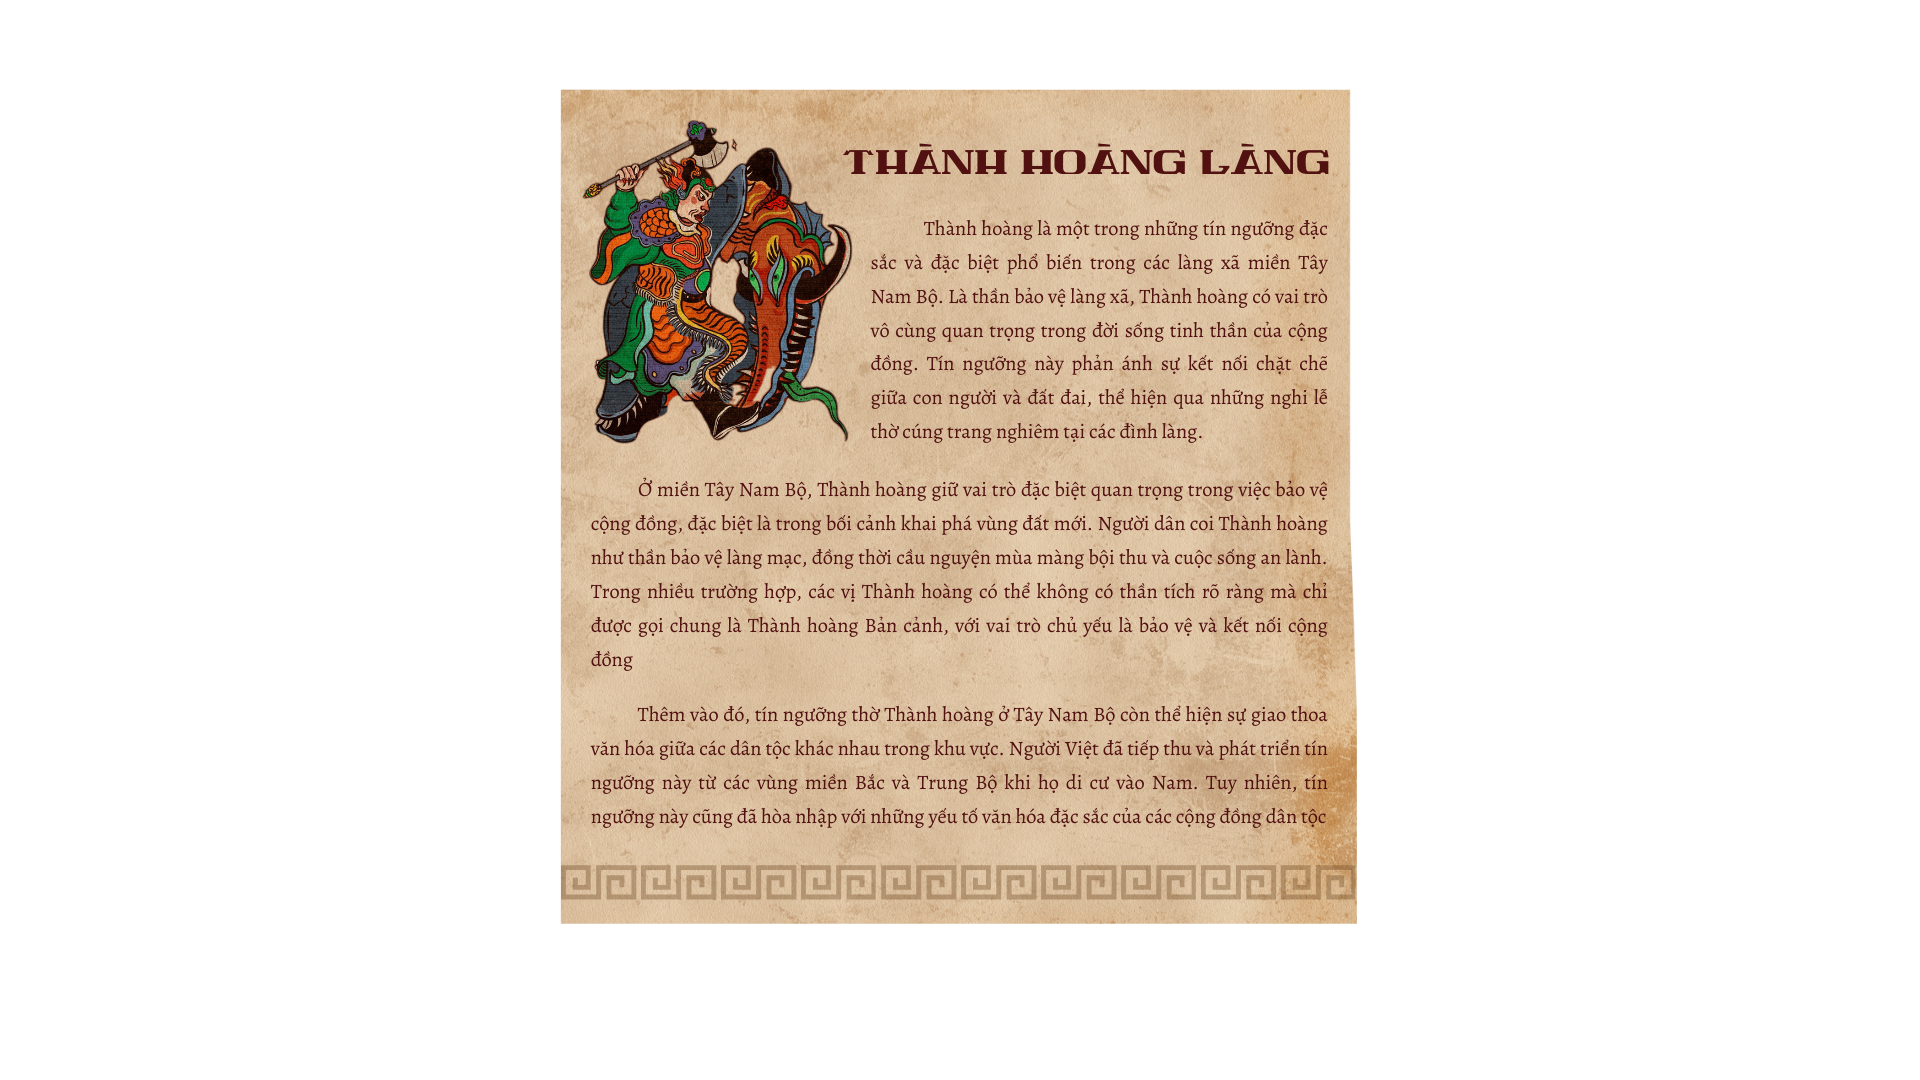 THÀNH HOÀNG LÀNG
Thành hoàng là một trong những tín ngưỡng đặc
sắc và đặc biệt phổ biến trong các làng xã miền Tây
Nam Bộ. Là thần bảo vệ làng xã, Thành hoàng có vai trò
vô cùng quan trọng trong đời sống tinh thần của cộng
đồng. Tín ngưỡng này phản ánh sự kết nối chặt chẽ
giữa con người và đất đai, thể hiện qua những nghi lễ
thờ cúng trang nghiêm tại các đình làng.
Ở miền Tây Nam Bộ, Thành hoàng giữ vai trò đặc biệt quan trọng trong việc bảo vệ
cộng đồng, đặc biệt là trong bối cảnh khai phá vùng đất mới. Người dân coi Thành hoàng
như thần bảo vệ làng mạc, đồng thời cầu nguyện mùa màng bội thu và cuộc sống an lành.
Trong nhiều trường hợp, các vị Thành hoàng có thể không có thần tích rõ ràng mà chỉ
được gọi chung là Thành hoàng Bản cảnh, với vai trò chủ yếu là bảo vệ và kết nối cộng
đồng
Thêm vào đó, tín ngưỡng thờ Thành hoàng ở Tây Nam Bộ còn thể hiện sự giao thoa
văn hóa giữa các dân tộc khác nhau trong khu vực. Người Việt đã tiếp thu và phát triển tín
ngưỡng này từ các vùng miền Bắc và Trung Bộ khi họ di cư vào Nam. Tuy nhiên, tín
ngưỡng này cũng đã hòa nhập với những yếu tố văn hóa đặc sắc của các cộng đồng dân tộc